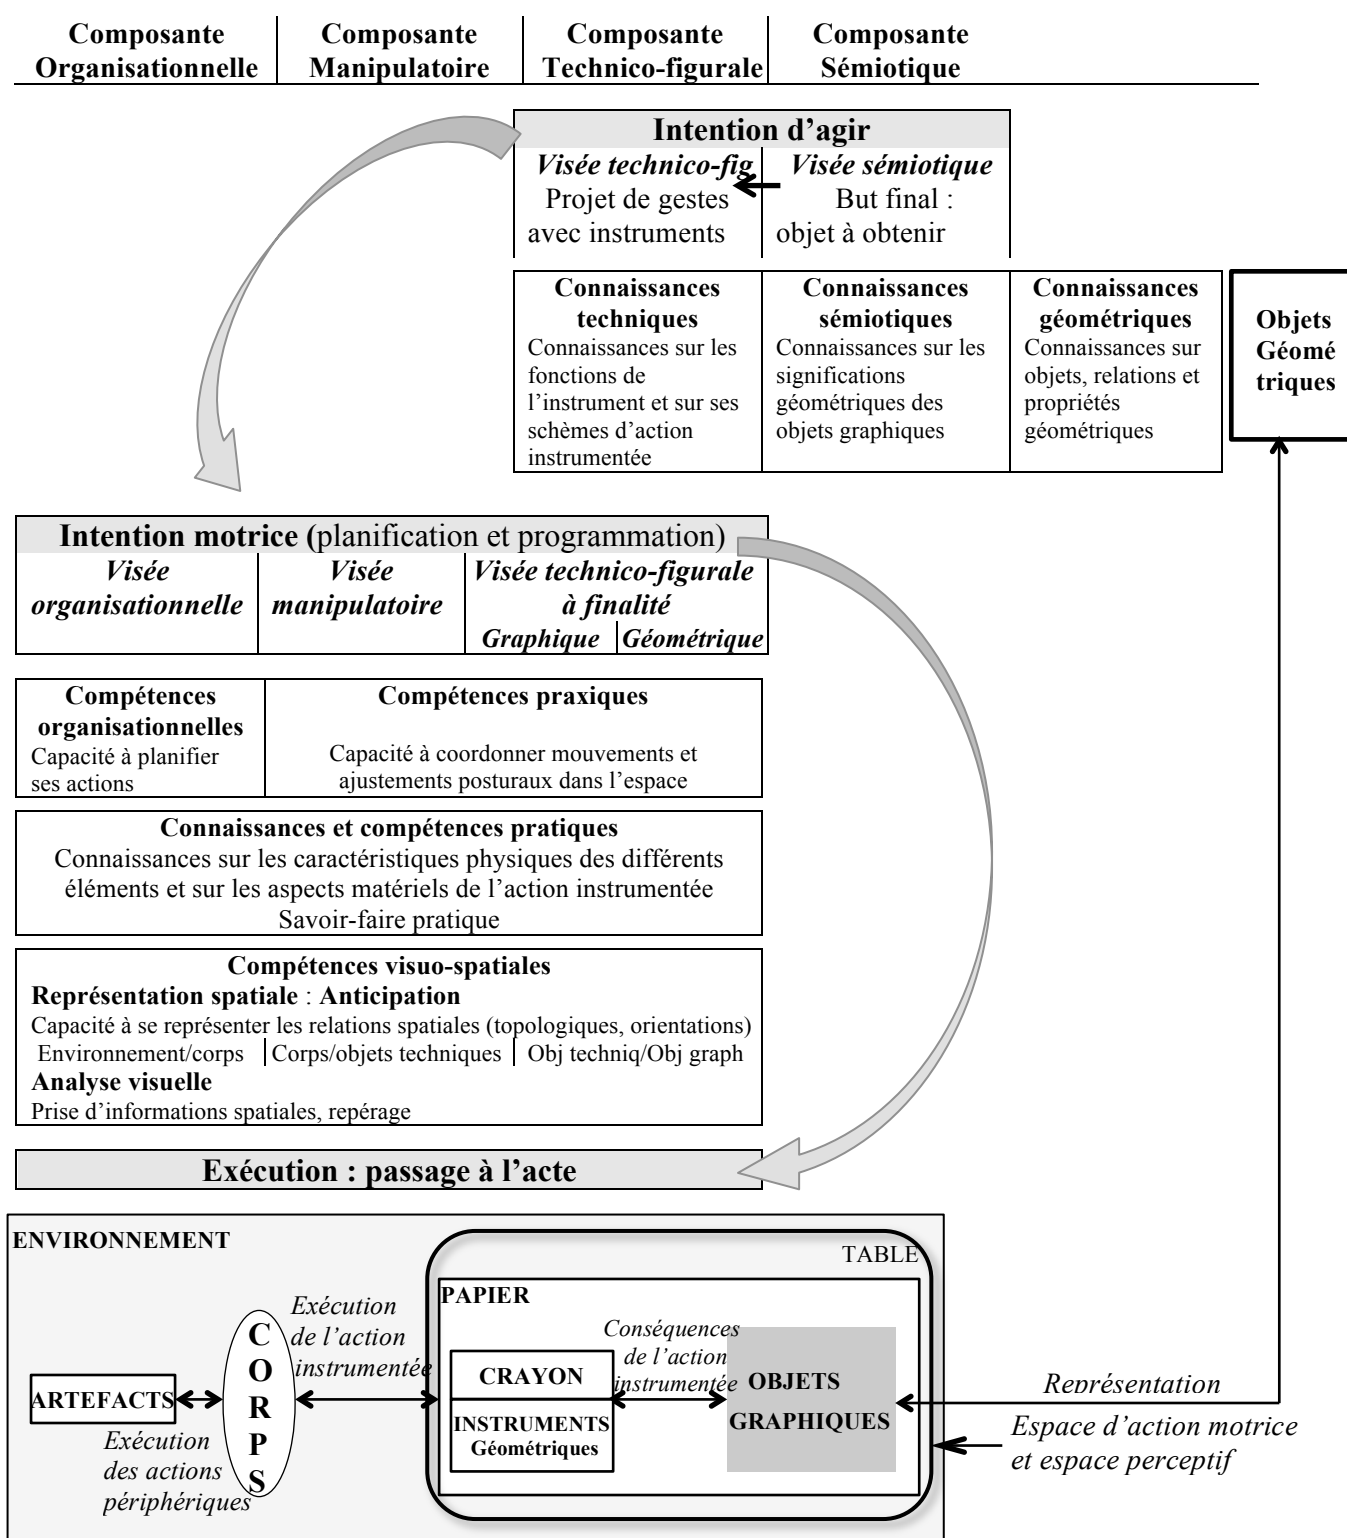 Composante
Organisationnelle
Composante
Manipulatoire
Composante
Technico-figurale
Composante
Sémiotique
Intention d’agir
Visée technico-fig
Projet de gestes
avec instruments
Visée sémiotique
But final :
objet à obtenir
Connaissances
techniques
Connaissances sur les
fonctions de
l’instrument et sur ses
schèmes d’action
instrumentée
Connaissances
sémiotiques
Connaissances sur les
significations
géométriques des
objets graphiques
Connaissances
géométriques
Connaissances sur
objets, relations et
propriétés
géométriques
Objets
Géomé
triques
Intention motrice (planification et programmation)
Visée
organisationnelle
Visée
manipulatoire
Visée technico-figurale
à finalité
Graphique
Géométrique
Compétences
organisationnelles
Capacité à planifier
ses actions
Compétences praxiques
Capacité à coordonner mouvements et
ajustements posturaux dans l’espace
Connaissances et compétences pratiques
Connaissances sur les caractéristiques physiques des différents
éléments et sur les aspects matériels de l’action instrumentée
Savoir-faire pratique
Compétences visuo-spatiales
Représentation spatiale : Anticipation
Capacité à se représenter les relations spatiales (topologiques, orientations)
Environnement/corps
Corps/objets techniques
Obj techniq/Obj graph
Analyse visuelle
Prise d’informations spatiales, repérage
Exécution : passage à l’acte
ENVIRONNEMENT
TABLE
PAPIER
ARTEFACTS
Exécution
des actions
périphériques
CORPS
Exécution
de l’action
instrumentée
CRAYON
INSTRUMENTS
Géométriques
Conséquences
de l’action
instrumentée
OBJETS
GRAPHIQUES
Représentation
Espace d’action motrice
et espace perceptif